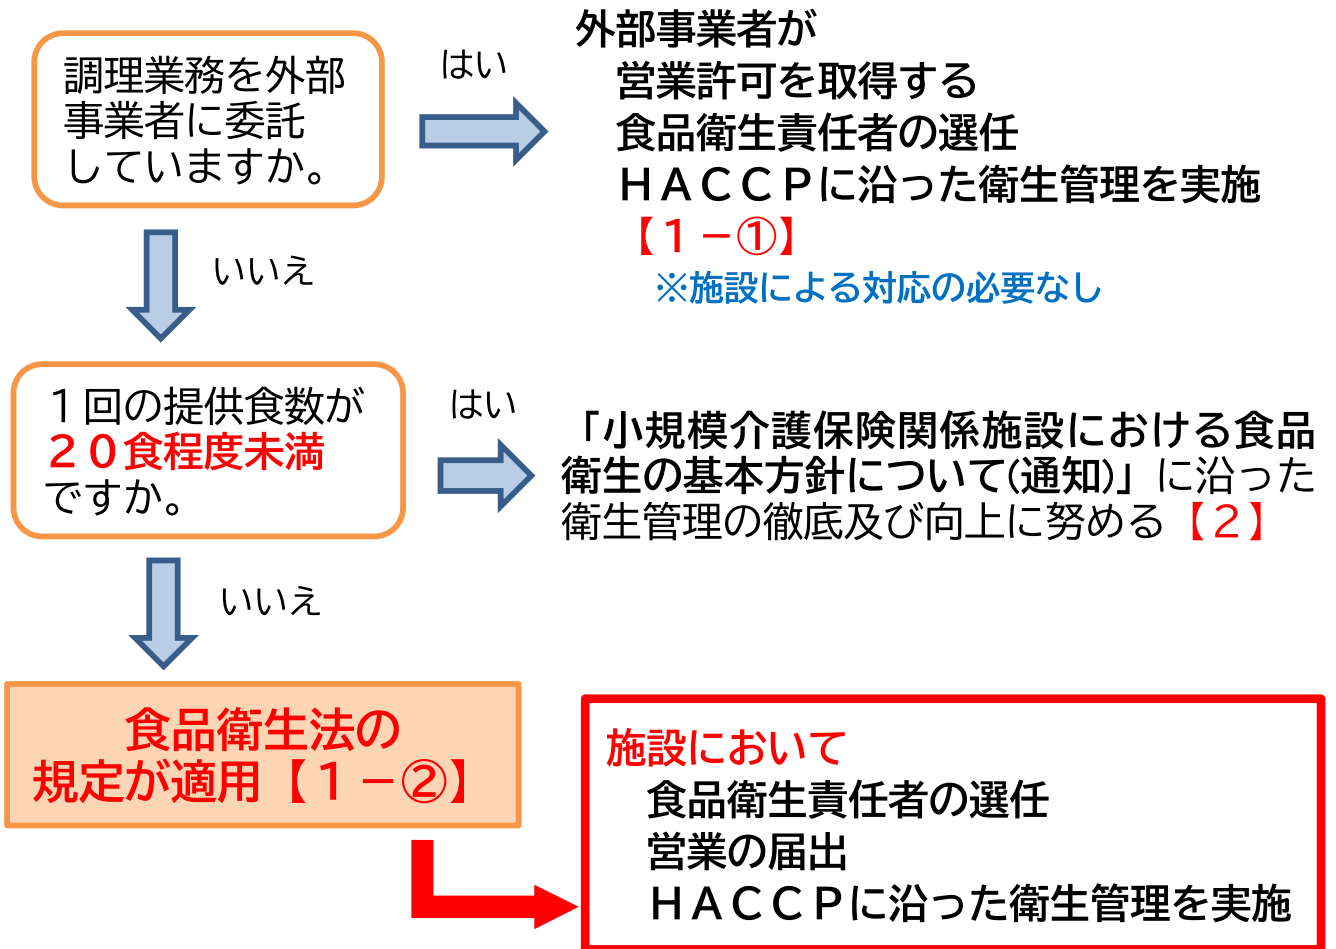 調理業務を外部
事業者に委託
していますか。
はい
外部事業者が
営業許可を取得する
食品衛生責任者の選任
ＨＡＣＣＰに沿った衛生管理を実施
【１－①】
※施設による対応の必要なし
いいえ
１回の提供食数が
２０食程度未満
ですか。
はい
「小規模介護保険関係施設における食品
衛生の基本方針について(通知)」に沿った
衛生管理の徹底及び向上に努める【２】
いいえ
食品衛生法の
規定が適用【１－②】
施設において
食品衛生責任者の選任
営業の届出
ＨＡＣＣＰに沿った衛生管理を実施